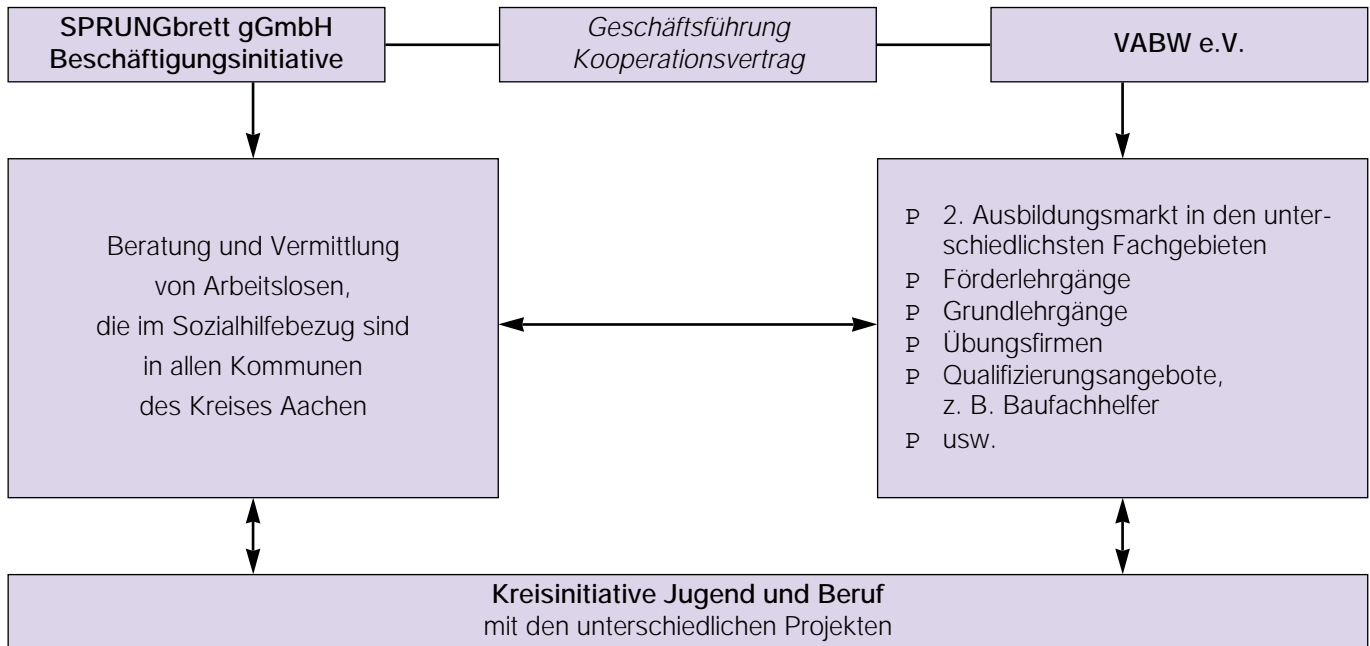 SPRUNGbrett gGmbH
Beschäftigungsinitiative
Geschäftsführung
Kooperationsvertrag
VABW e.V.
Beratung und Vermittlung
von Arbeitslosen,
die im Sozialhilfebezug sind
in allen Kommunen
des Kreises Aachen
P 2. Ausbildungsmarkt in den unter-
schiedlichsten Fachgebieten
P Förderlehrgänge
P Grundlehrgänge
P Übungsfirmen
P Qualifizierungsangebote,
z. B. Baufachhelfer
P usw.
Kreisinitiative Jugend und Beruf
mit den unterschiedlichen Projekten